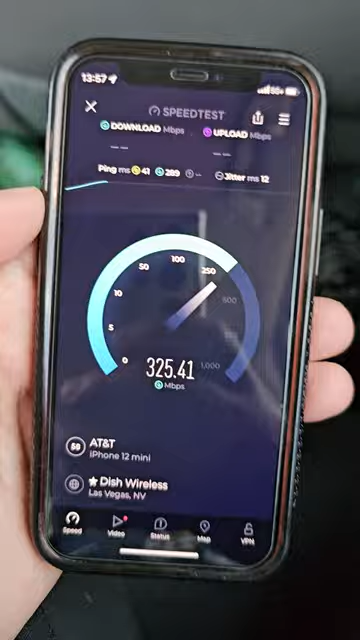 13:57
5G+
SPEEDTEST
DOWNLOAD Mbps UPLOAD Mbps
Ping ms 41 289 Jitter ms 12
0
5
10
50
100
250
500
1,000
325.41
Mbps
AT&T
iPhone 12 mini
Dish Wireless
Las Vegas, NV
Speed Video Status Map VPN